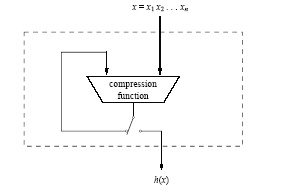 x = x₁ x₂ . . . xₙ
compression
function
h(x)